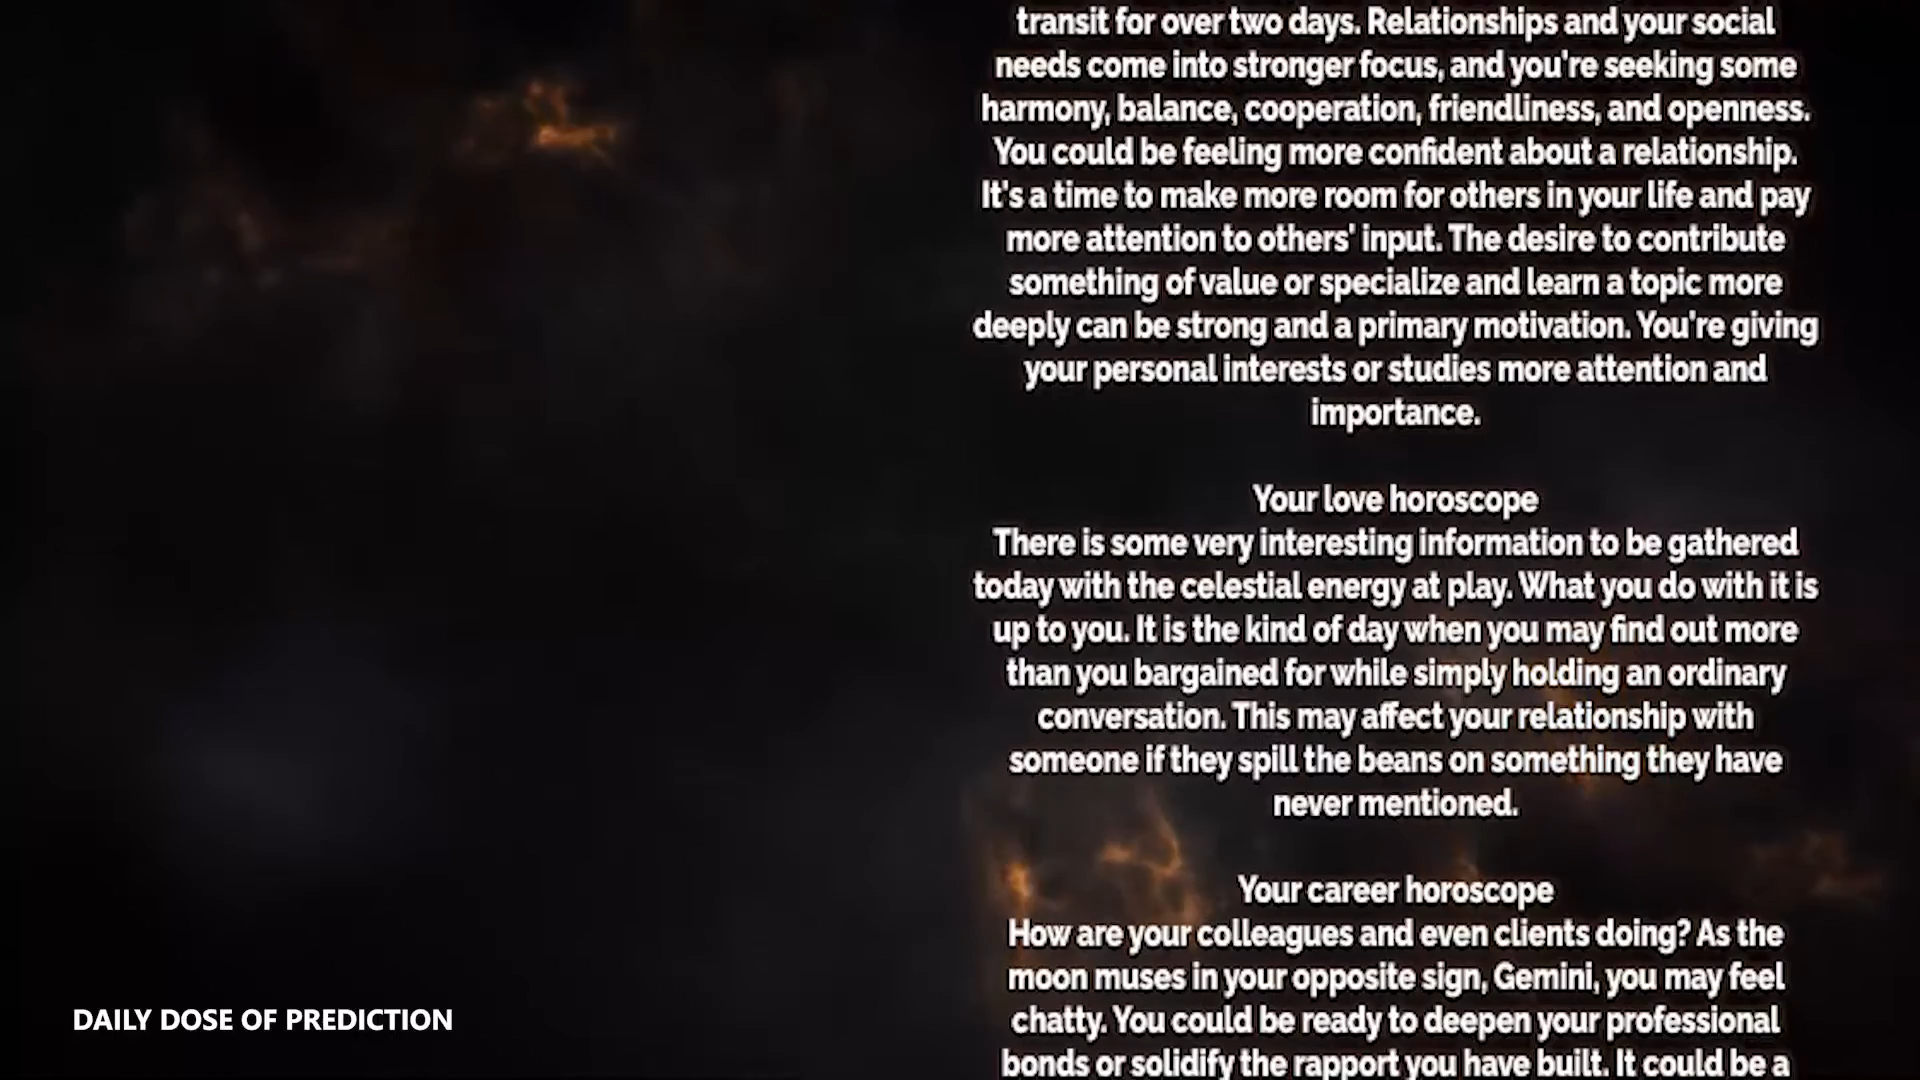 transit for over two days. Relationships and your social
needs come into stronger focus, and you're seeking some
harmony, balance, cooperation, friendliness, and openness.
You could be feeling more confident about a relationship.
It's a time to make more room for others in your life and pay
more attention to others' input. The desire to contribute
something of value or specialize and learn a topic more
deeply can be strong and a primary motivation. You're giving
your personal interests or studies more attention and
importance.
Your love horoscope
There is some very interesting information to be gathered
today with the celestial energy at play. What you do with it is
up to you. It is the kind of day when you may find out more
than you bargained for while simply holding an ordinary
conversation. This may affect your relationship with
someone if they spill the beans on something they have
never mentioned.
Your career horoscope
How are your colleagues and even clients doing? As the
moon muses in your opposite sign, Gemini, you may feel
chatty. You could be ready to deepen your professional
bonds or solidify the rapport you have built. It could be a
DAILY DOSE OF PREDICTION